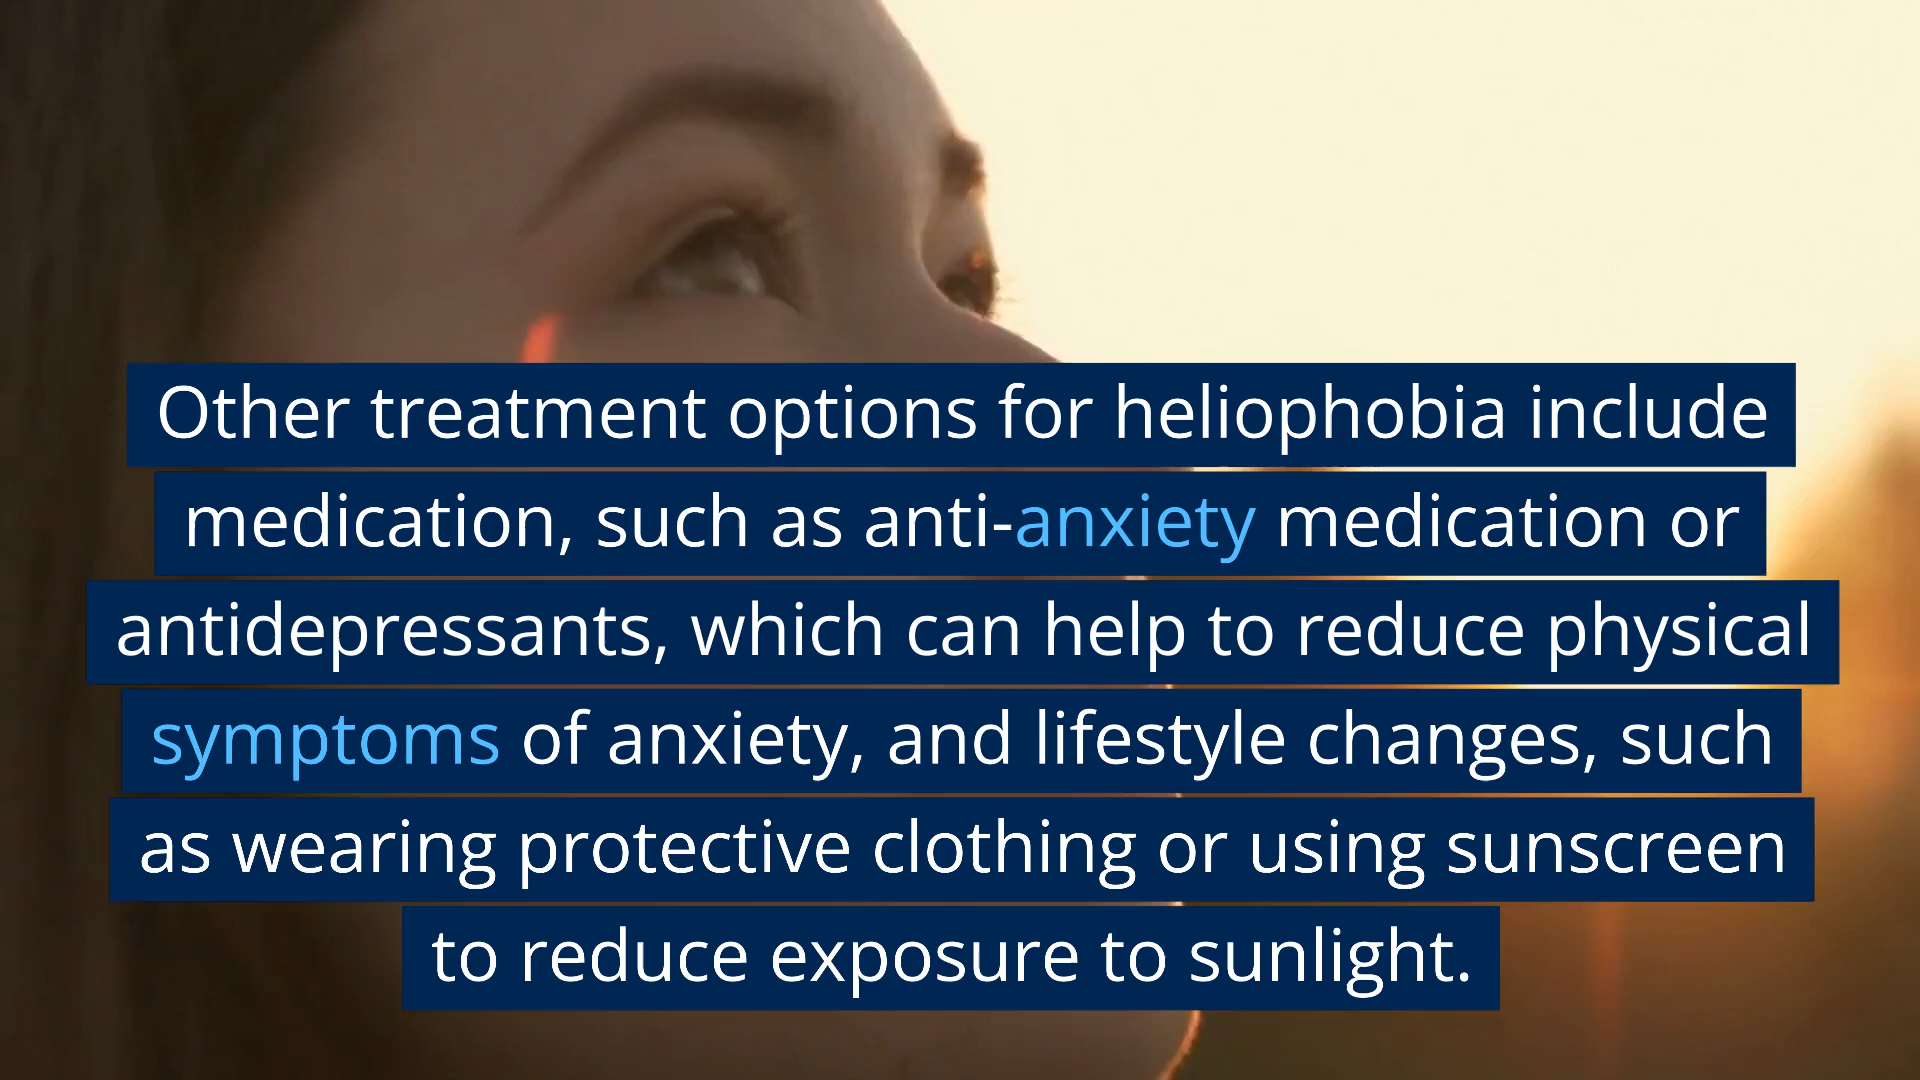 Other treatment options for heliophobia include
medication, such as anti-anxiety medication or
antidepressants, which can help to reduce physical
symptoms of anxiety, and lifestyle changes, such
as wearing protective clothing or using sunscreen
to reduce exposure to sunlight.